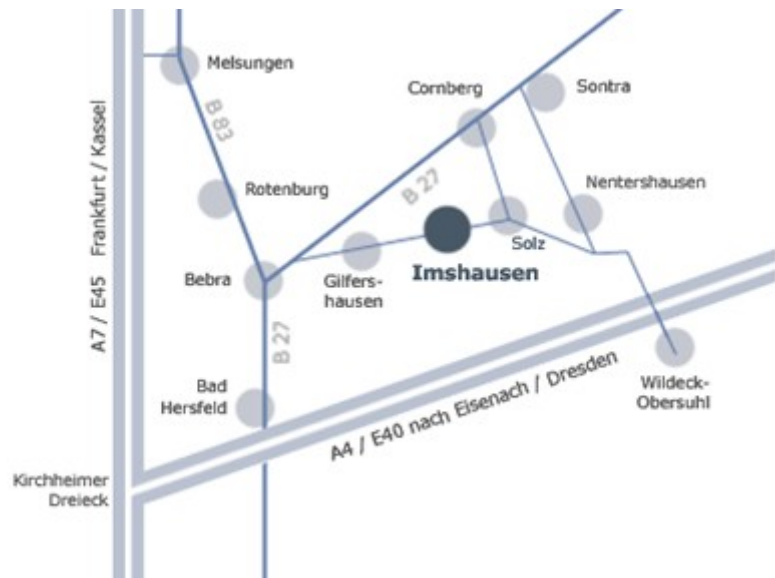 Melsungen
Cornberg
Sontra
B 83
A7 / E45 Frankfurt / Kassel
B 27
Rotenburg
Nentershausen
Solz
Bebra
Gilfers-
hausen
Imshausen
B 27
Bad
Hersfeld
A4 / E40 nach Eisenach / Dresden
Wildeck-
Obersuhl
Kirchheimer
Dreieck